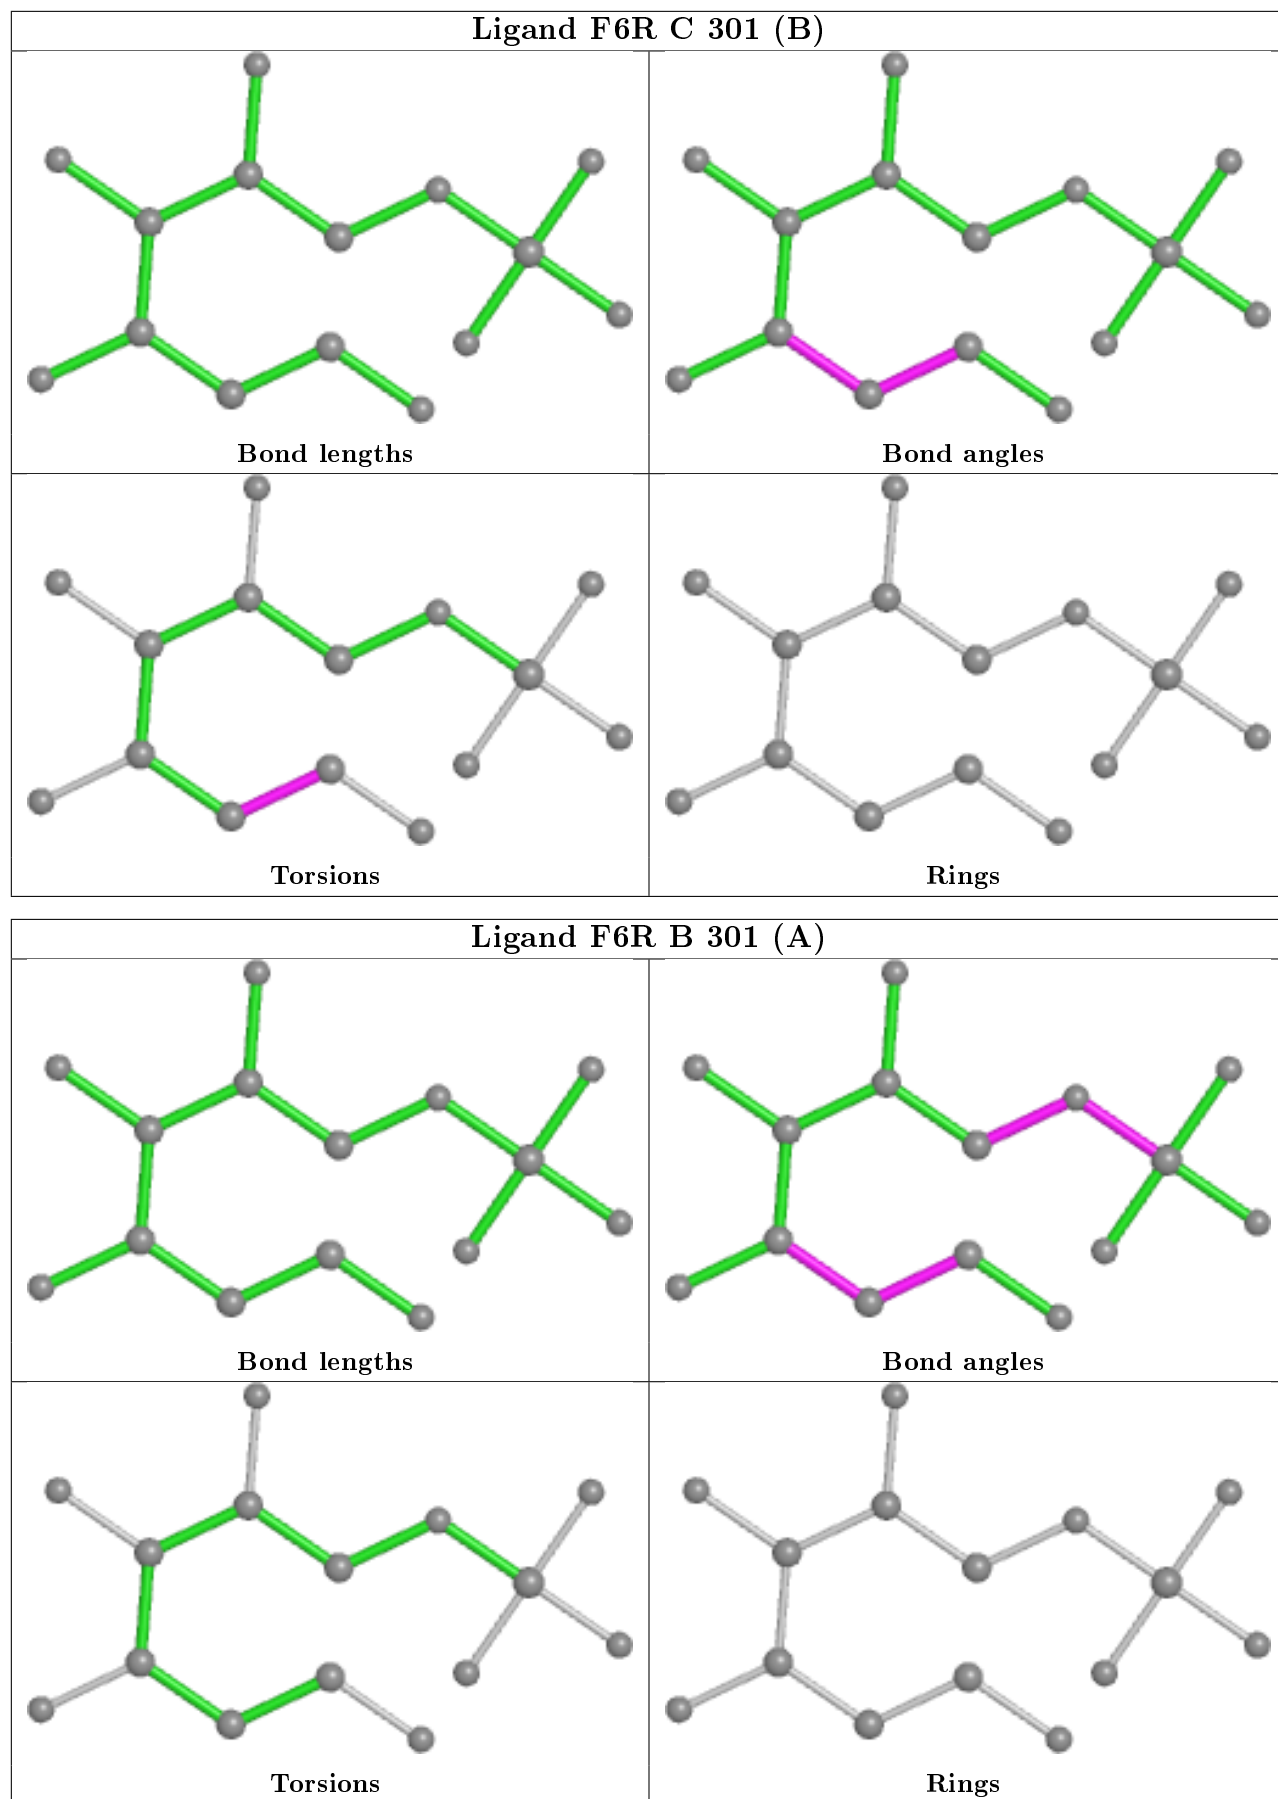 Ligand F6R C 301 (B)
Bond lengths
Bond angles
Torsions
Rings
Ligand F6R B 301 (A)
Bond lengths
Bond angles
Torsions
Rings